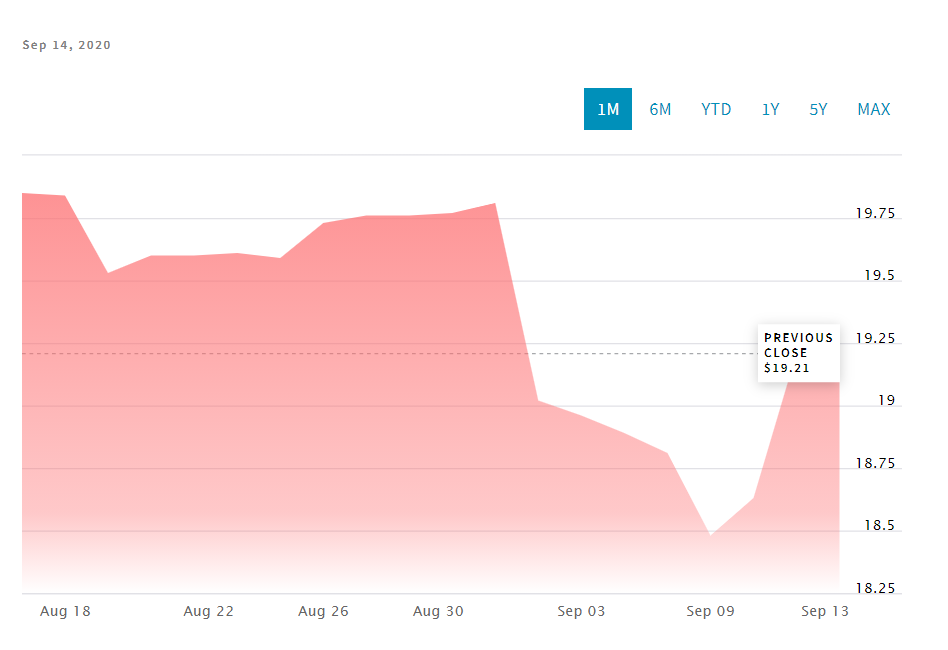 Sep 14, 2020
1M 6M YTD 1Y 5Y MAX
19.75
19.5
19.25
PREVIOUS
CLOSE
$19.21
19
18.75
18.5
18.25
Aug 18 Aug 22 Aug 26 Aug 30 Sep 03 Sep 09 Sep 13